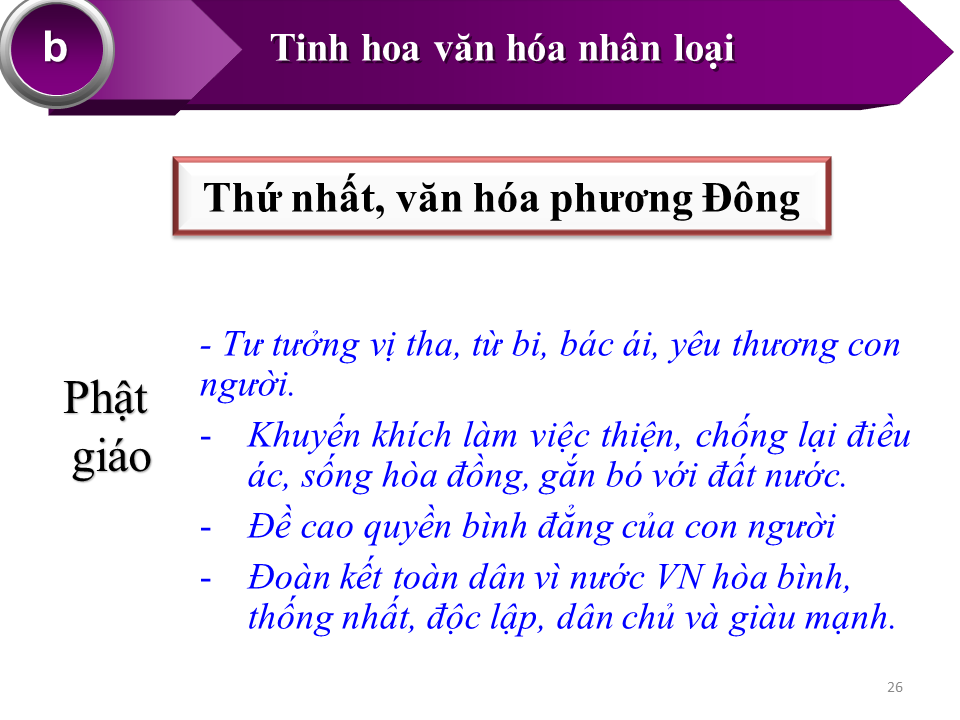 b
Tinh hoa văn hóa nhân loại
Thứ nhất, văn hóa phương Đông
Phật
giáo
- Tư tưởng vị tha, từ bi, bác ái, yêu thương con
người.
- Khuyến khích làm việc thiện, chống lại điều
ác, sống hòa đồng, gắn bó với đất nước.
- Đề cao quyền bình đẳng của con người
- Đoàn kết toàn dân vì nước VN hòa bình,
thống nhất, độc lập, dân chủ và giàu mạnh.
26